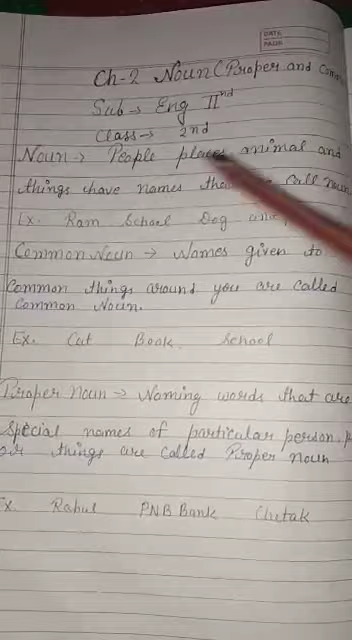 DATE
PAGE
Ch-2 Noun (Proper and Com
Sub → Eng IInd
Class → 2nd
Noun → People places animal and
things have names call noun
Ex. Ram School Dog
Common Noun → Names given to
Common things around you are called
Common Noun.
Ex. Cat Book School
Proper noun → Naming words that are
Special names of particular person, p
or things are called Proper noun
Ex. Rahul PNB Bank Chetak